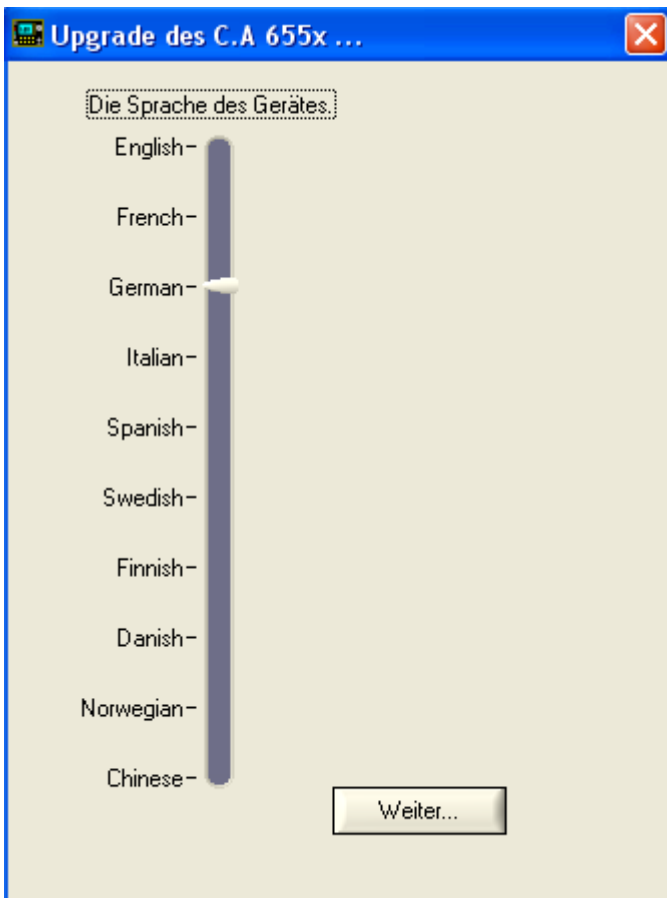 Upgrade des C.A 655x ...
Die Sprache des Gerätes.
English
French
German
Italian
Spanish
Swedish
Finnish
Danish
Norwegian
Chinese
Weiter...